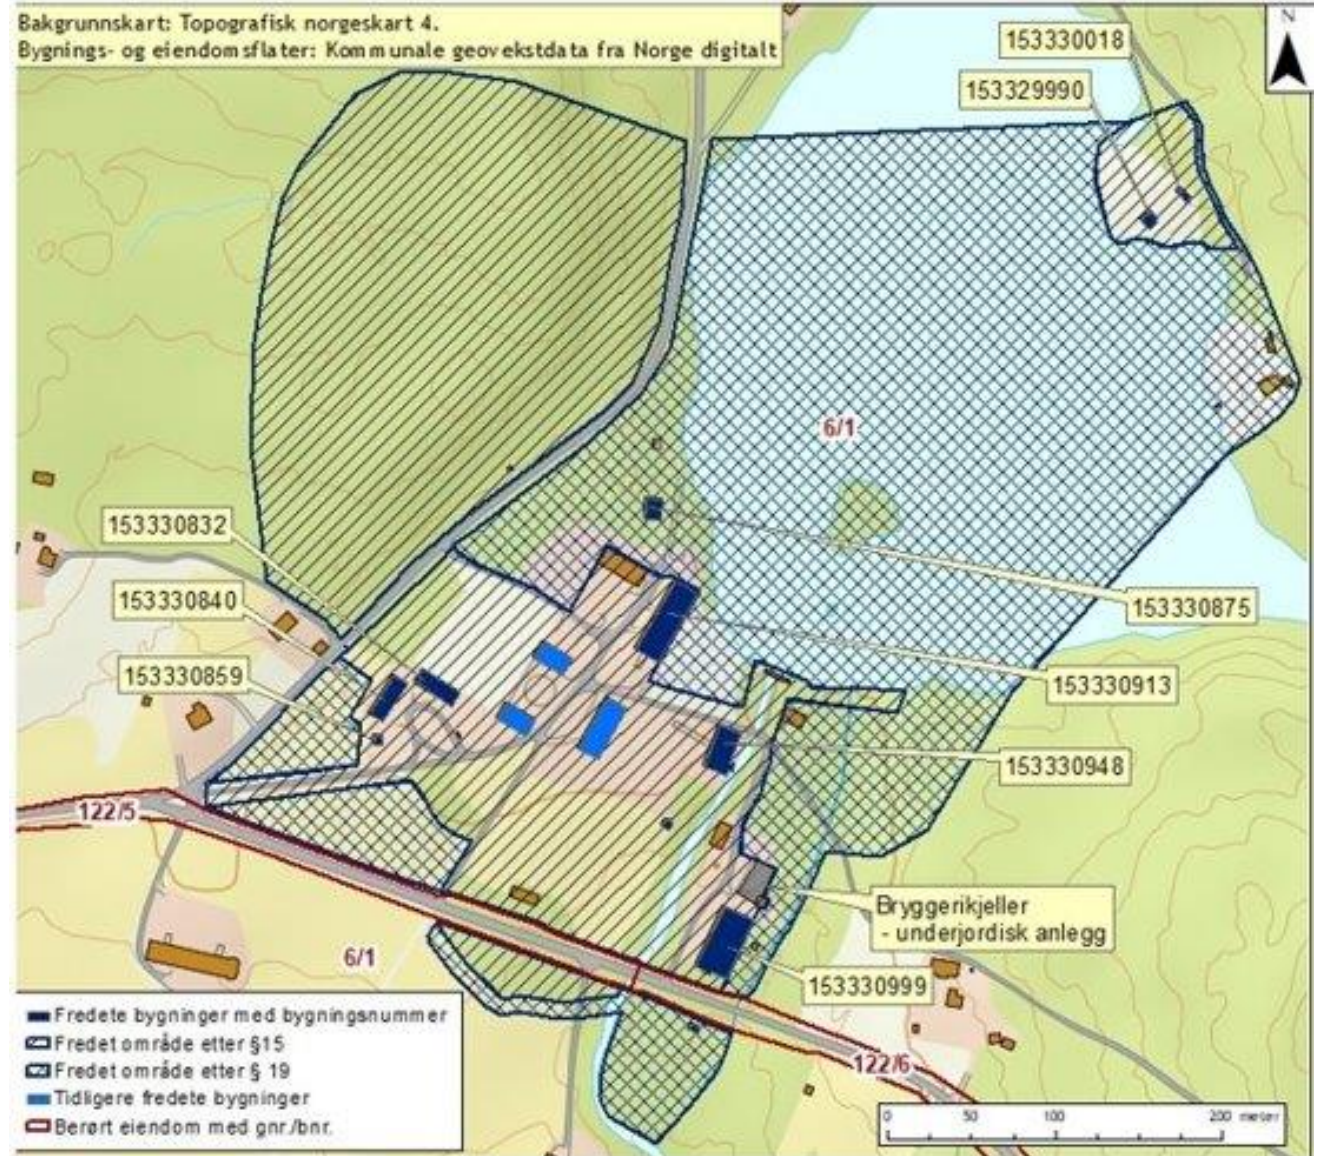 Bakgrunnskart: Topografisk norgeskart 4.
Bygnings- og eiendomsflater: Kommunale geovekstdata fra Norge digitalt
N
153330018
153329990
6/1
153330832
153330840
153330859
153330875
153330913
153330948
122/5
Bryggerikjeller
- underjordisk anlegg
6/1
153330999
122/6
Fredete bygninger med bygningsnummer
Fredet område etter §15
Fredet område etter § 19
Tidligere fredete bygninger
Berørt eiendom med gnr./bnr.
0 50 100 200 meter